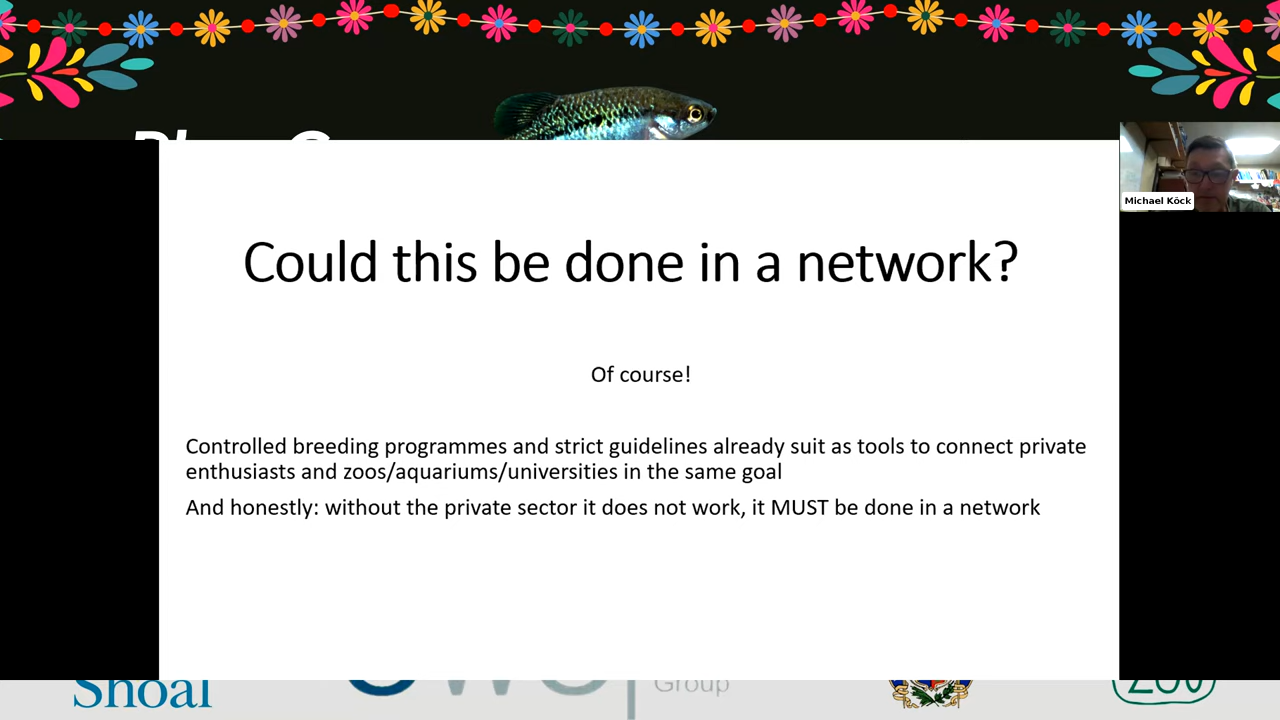 Michael Köck
Could this be done in a network?
Of course!
Controlled breeding programmes and strict guidelines already suit as tools to connect private
enthusiasts and zoos/aquariums/universities in the same goal
And honestly: without the private sector it does not work, it MUST be done in a network
Shoal
Group